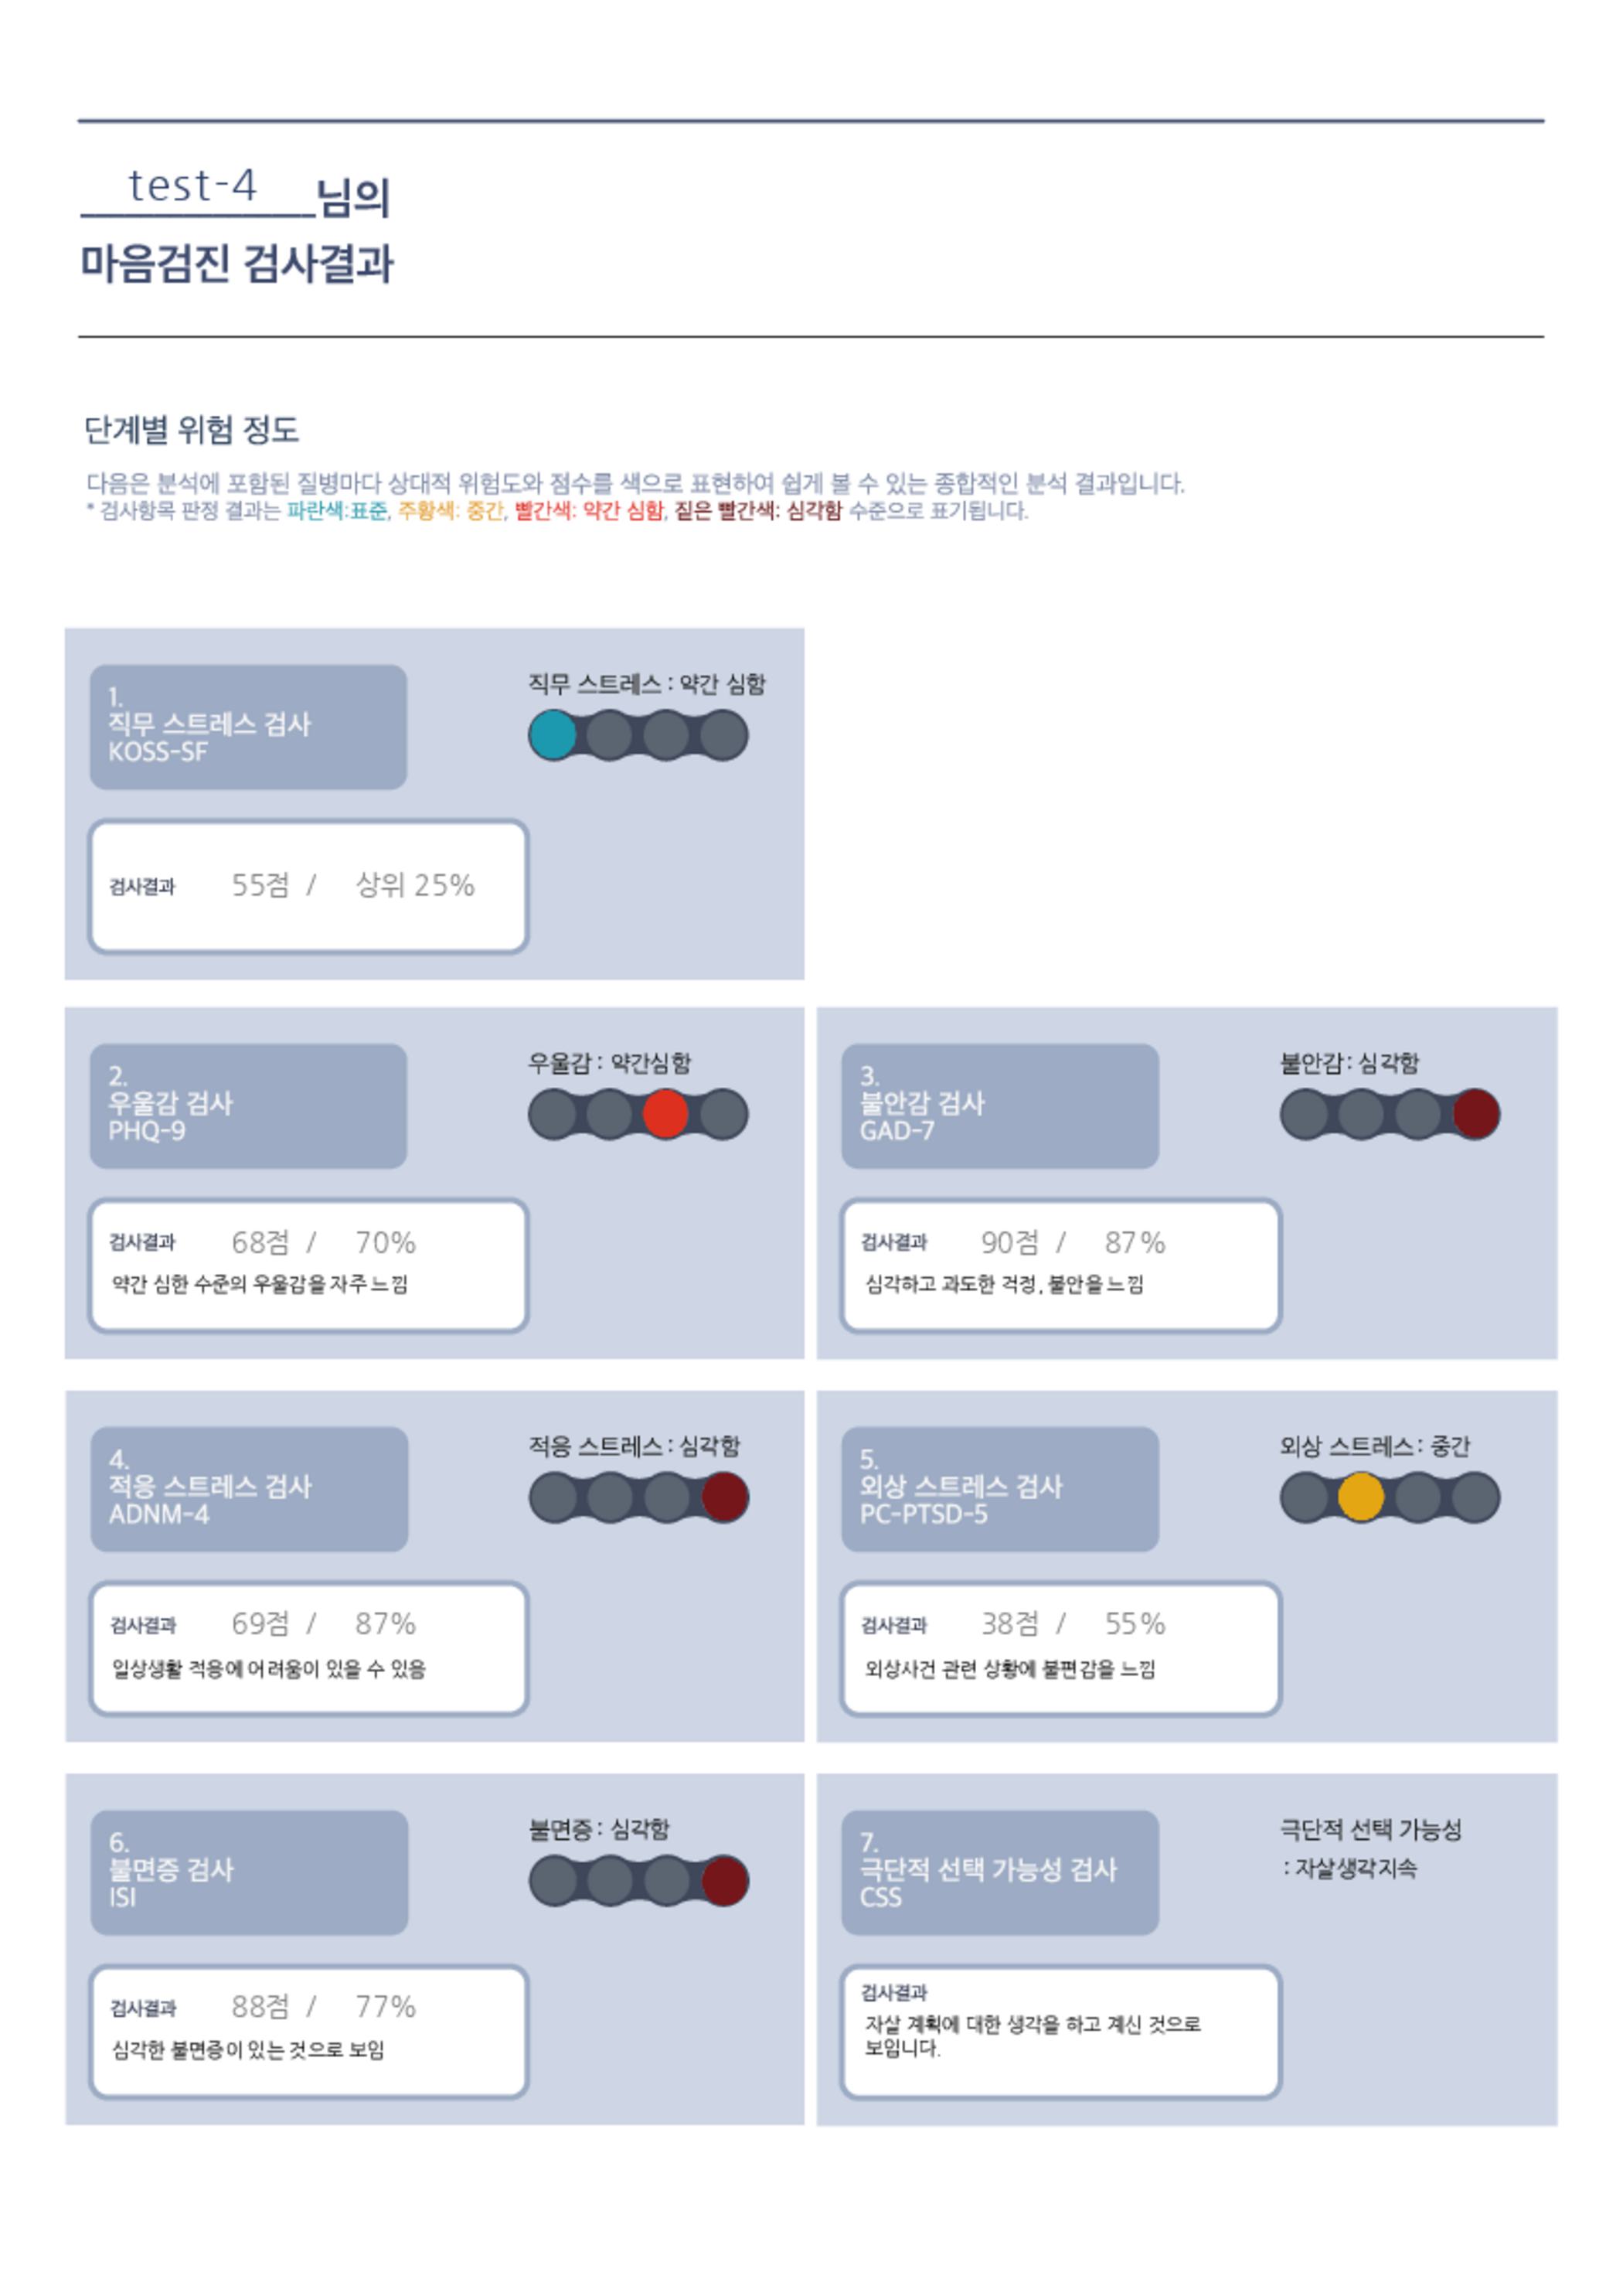 test-4 님의
마음검진 검사결과
단계별 위험 정도
다음은 분석에 포함된 질병마다 상대적 위험도와 점수를 색으로 표현하여 쉽게 볼 수 있는 종합적인 분석 결과입니다.
* 검사항목 판정 결과는 파란색:표준, 주황색: 중간, 빨간색: 약간 심함, 짙은 빨간색: 심각함 수준으로 표기됩니다.
1.
직무 스트레스 검사
KOSS-SF
직무 스트레스 : 약간 심함
검사결과 55점 / 상위 25%
2.
우울감 검사
PHQ-9
우울감 : 약간심함
검사결과 68점 / 70%
약간 심한 수준의 우울감을 자주 느낌
3.
불안감 검사
GAD-7
불안감 : 심각함
검사결과 90점 / 87%
심각하고 과도한 걱정, 불안을 느낌
4.
적응 스트레스 검사
ADNM-4
적응 스트레스 : 심각함
검사결과 69점 / 87%
일상생활 적응에 어려움이 있을 수 있음
5.
외상 스트레스 검사
PC-PTSD-5
외상 스트레스 : 중간
검사결과 38점 / 55%
외상사건 관련 상황에 불편감을 느낌
6.
불면증 검사
ISI
불면증 : 심각함
검사결과 88점 / 77%
심각한 불면증이 있는 것으로 보임
7.
극단적 선택 가능성 검사
CSS
극단적 선택 가능성
: 자살생각지속
검사결과
자살 계획에 대한 생각을 하고 계신 것으로
보입니다.